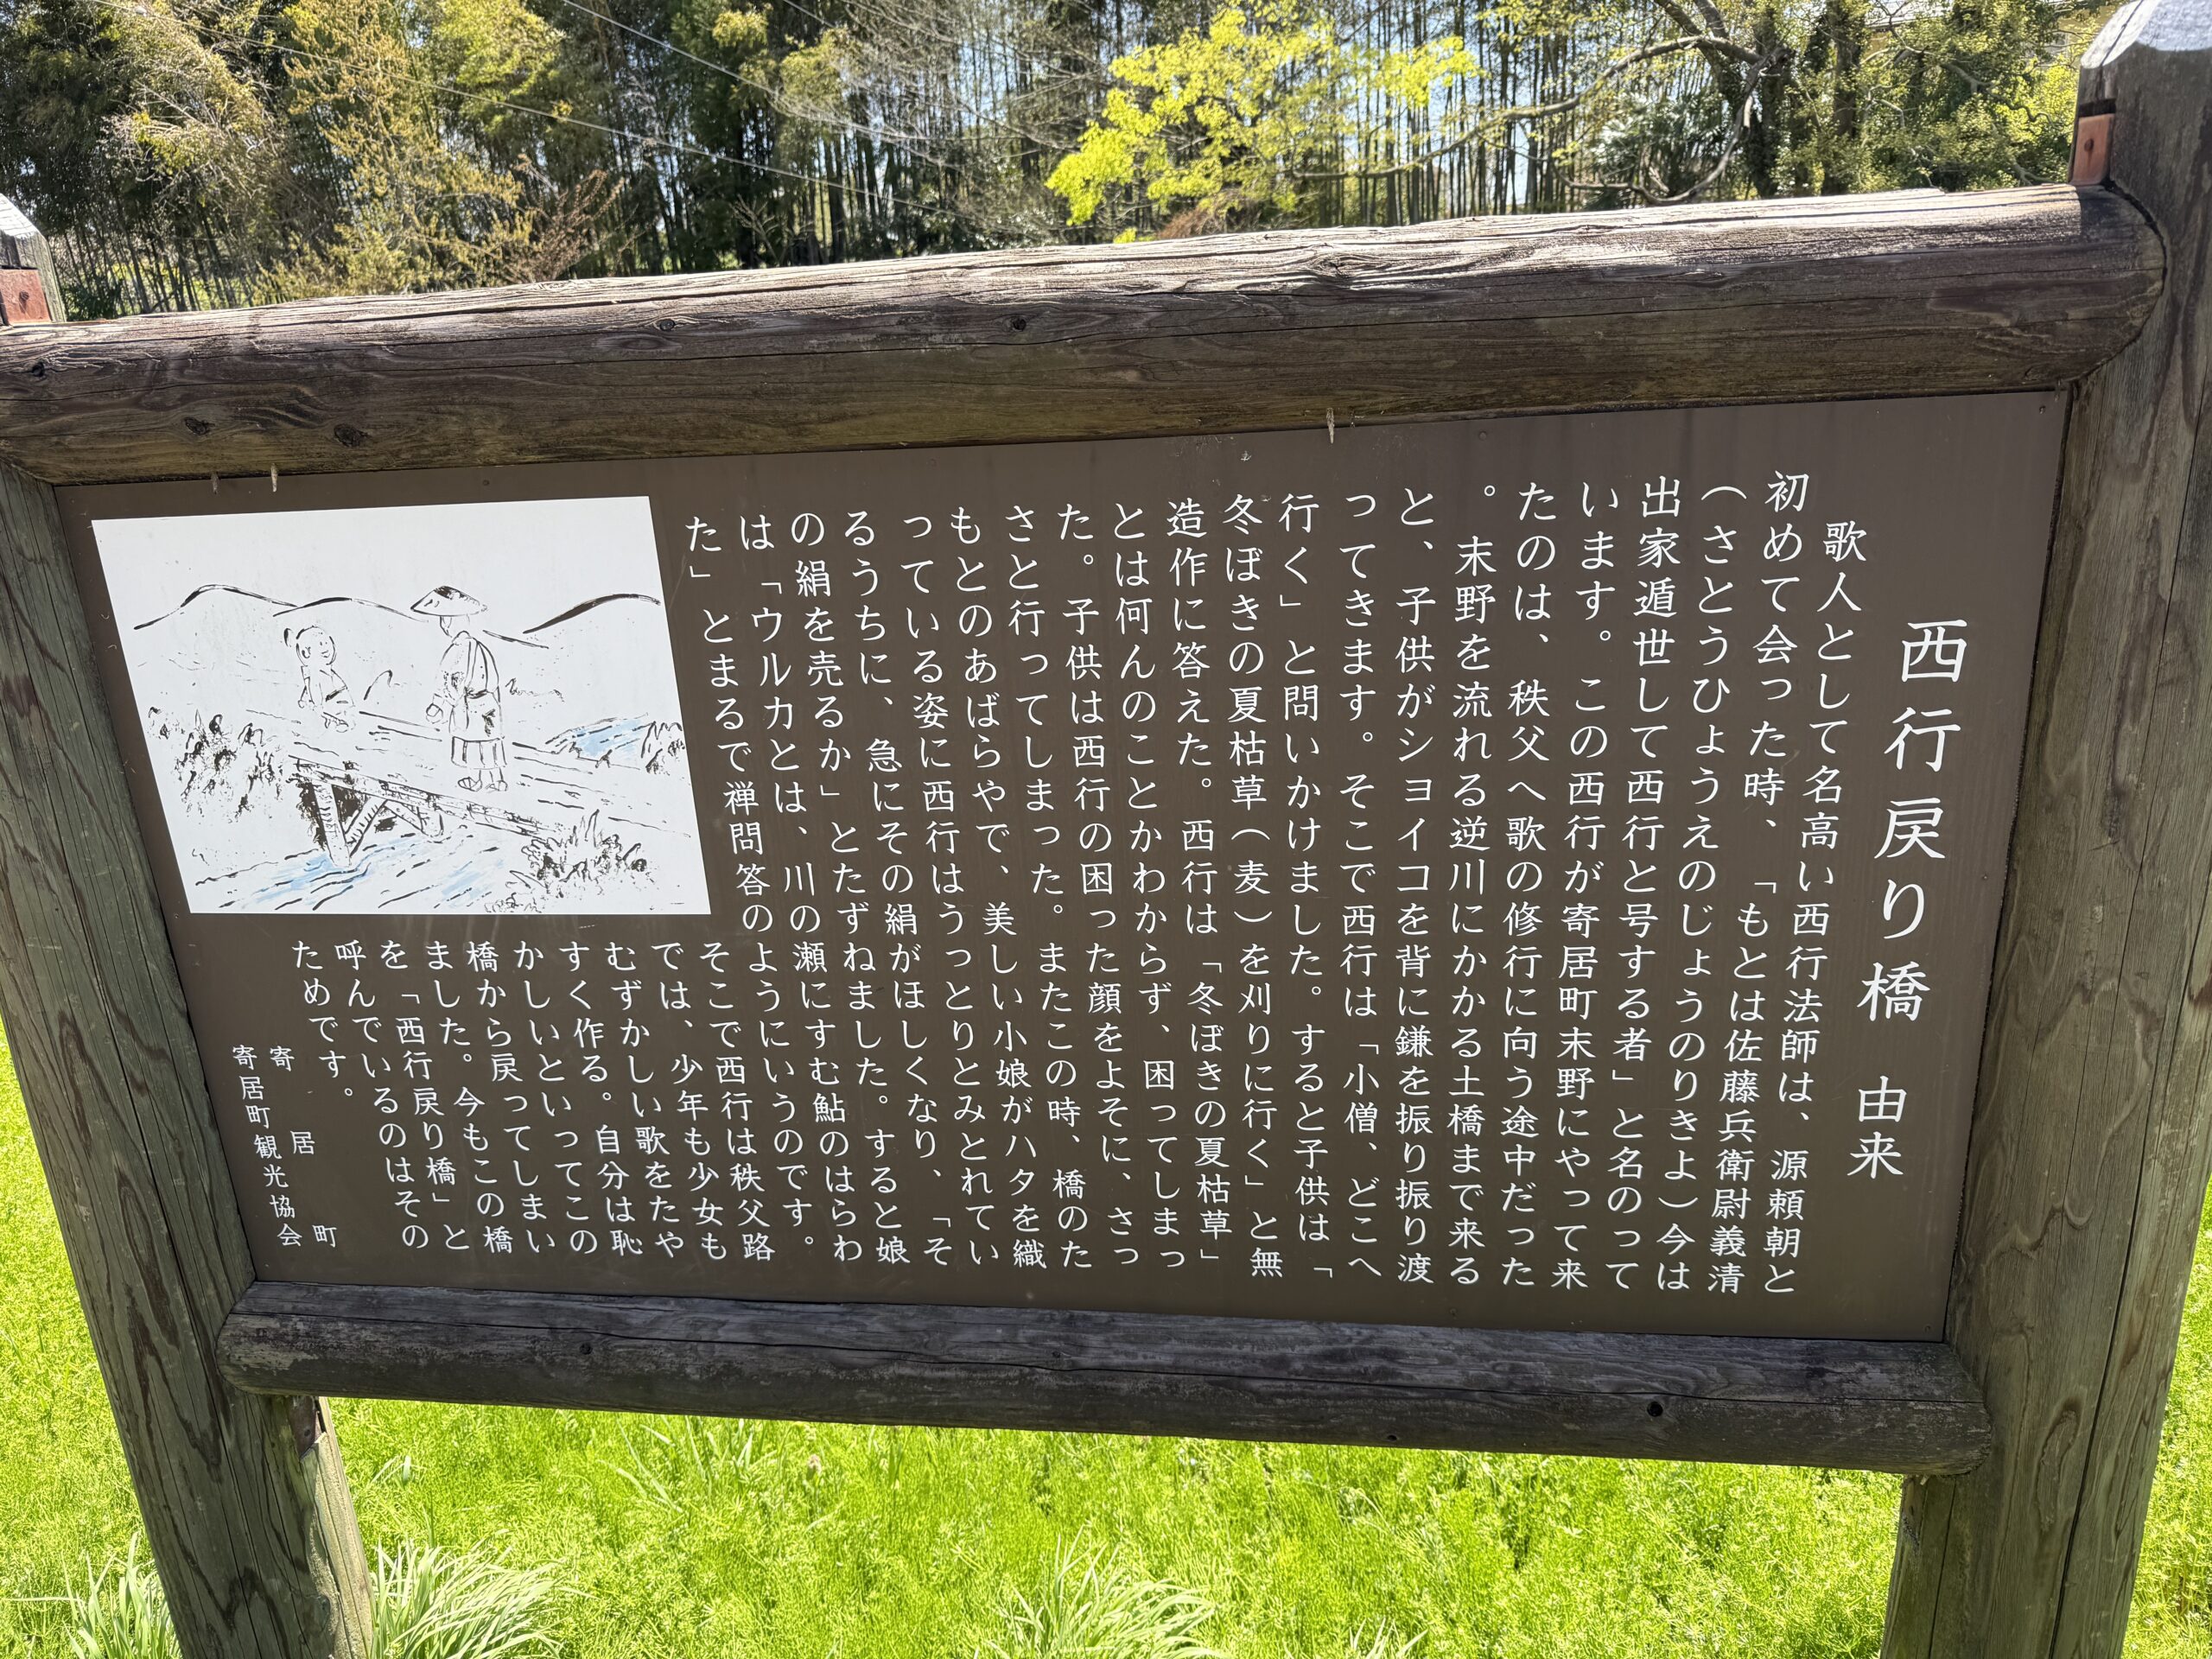 西行戻り橋 由来
歌人として名高い西行法師は、源頼朝と
初めて会った時、「もとは佐藤兵衛尉義清
（さとうひょうえのじょうのりきよ）今は
出家遁世して西行と号する者」と名のって
います。この西行が寄居町末野にやって来
たのは、秩父へ歌の修行に向う途中だった
。末野を流れる逆川にかかる土橋まで来る
と、子供がショイコを背に鎌を振り振り渡
ってきます。そこで西行は「小僧、どこへ
行く」と問いかけました。すると子供は「
冬ぼきの夏枯草（麦）を刈りに行く」と無
造作に答えた。西行は「冬ぼきの夏枯草」
とは何んのことかわからず、困ってしまっ
た。子供は西行の困った顔をよそに、さっ
さと行ってしまった。またこの時、橋のた
もとのあばらやで、美しい小娘がハタを織
っている姿に西行はうっとりとみとれてい
るうちに、急にその絹がほしくなり、「そ
の絹を売るか」とたずねました。すると娘
は「ウルカとは、川の瀬にすむ鮎のはらわ
た」とまるで禅問答のようにいうのです。
そこで西行は秩父路
では、少年も少女も
むずかしい歌をたや
すく作る。自分は恥
かしいといってこの
橋から戻ってしまい
ました。今もこの橋
を「西行戻り橋」と
呼んでいるのはその
ためです。
寄居町
寄居町観光協会